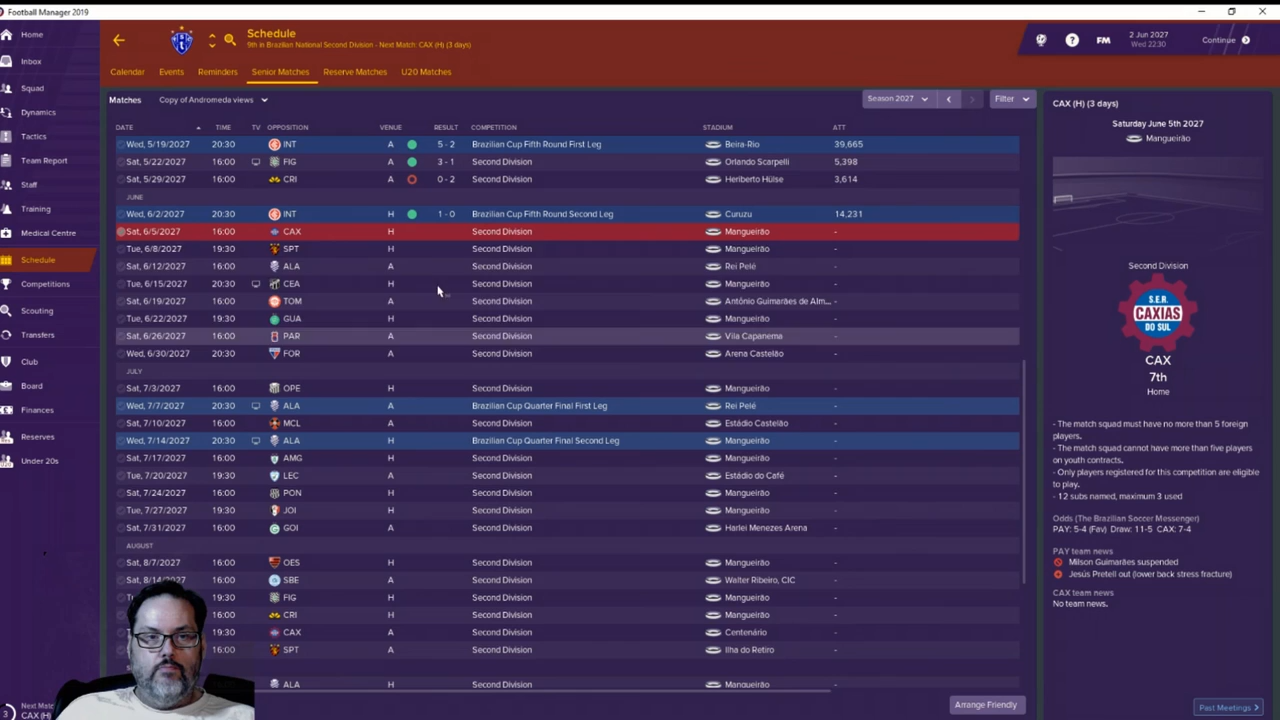 Football Manager 2019
Home
Inbox
Squad
Dynamics
Tactics
Team Report
Staff
Training
Medical Centre
Schedule
Competitions
Scouting
Transfers
Club
Board
Finances
Reserves
Under 20s
Next Matc
CAX (H)
3
Schedule
9th in Brazilian National Second Division - Next Match: CAX (H) (3 days)
FM
2 Jun 2027
Wed 22:30
Continue
Calendar Events Reminders Senior Matches Reserve Matches U20 Matches
Matches Copy of Andromeda views Season 2027 Filter
DATE TIME TV OPPOSITION VENUE RESULT COMPETITION STADIUM ATT
Wed, 5/19/2027 20:30 INT A 5 - 2 Brazilian Cup Fifth Round First Leg Beira-Rio 39,665
Sat, 5/22/2027 16:00 FIG A 3 - 1 Second Division Orlando Scarpelli 5,398
Sat, 5/29/2027 16:00 CRI A 0 - 2 Second Division Heriberto Hülse 3,614
JUNE
Wed, 6/2/2027 20:30 INT H 1 - 0 Brazilian Cup Fifth Round Second Leg Curuzu 14,231
Sat, 6/5/2027 16:00 CAX H Second Division Mangueirão -
Tue, 6/8/2027 19:30 SPT H Second Division Mangueirão -
Sat, 6/12/2027 16:00 ALA A Second Division Rei Pelé -
Tue, 6/15/2027 20:30 CEA H Second Division Mangueirão -
Sat, 6/19/2027 16:00 TOM A Second Division Antônio Guimarães de Alm... -
Tue, 6/22/2027 19:30 GUA H Second Division Mangueirão -
Sat, 6/26/2027 16:00 PAR A Second Division Vila Capanema -
Wed, 6/30/2027 20:30 FOR A Second Division Arena Castelão -
JULY
Sat, 7/3/2027 16:00 OPE H Second Division Mangueirão -
Wed, 7/7/2027 20:30 ALA A Brazilian Cup Quarter Final First Leg Rei Pelé -
Sat, 7/10/2027 16:00 MCL A Second Division Estádio Castelão -
Wed, 7/14/2027 20:30 ALA H Brazilian Cup Quarter Final Second Leg Mangueirão -
Sat, 7/17/2027 16:00 AMG H Second Division Mangueirão -
Tue, 7/20/2027 19:30 LEC A Second Division Estádio do Café -
Sat, 7/24/2027 16:00 PON H Second Division Mangueirão -
Tue, 7/27/2027 19:30 JOI H Second Division Mangueirão -
Sat, 7/31/2027 16:00 GOI A Second Division Harlei Menezes Arena -
AUGUST
Sat, 8/7/2027 16:00 OES H Second Division Mangueirão -
Sat, 8/14/2027 16:00 SBE A Second Division Walter Ribeiro, CIC -
16:00 FIG H Second Division Mangueirão -
16:00 CRI H Second Division Mangueirão -
19:30 CAX A Second Division Centenário -
16:00 SPT A Second Division Ilha do Retiro -
ALA H Second Division Mangueirão -
Arrange Friendly
CAX (H) (3 days)
Saturday June 5th 2027
Mangueirão
Second Division
S.E.R.
CAXIAS
DO SUL
CAX
7th
Home
- The match squad must have no more than 5 foreign
players.
- The match squad cannot have more than five players
on youth contracts.
- Only players registered for this competition are eligible
to play.
- 12 subs named, maximum 3 used
Odds (The Brazilian Soccer Messenger)
PAY: 5-4 (Fav) Draw: 11-5 CAX: 7-4
PAY team news
Milson Guimarães suspended
Jesús Pretell out (lower back stress fracture)
CAX team news
No team news.
Past Meetings